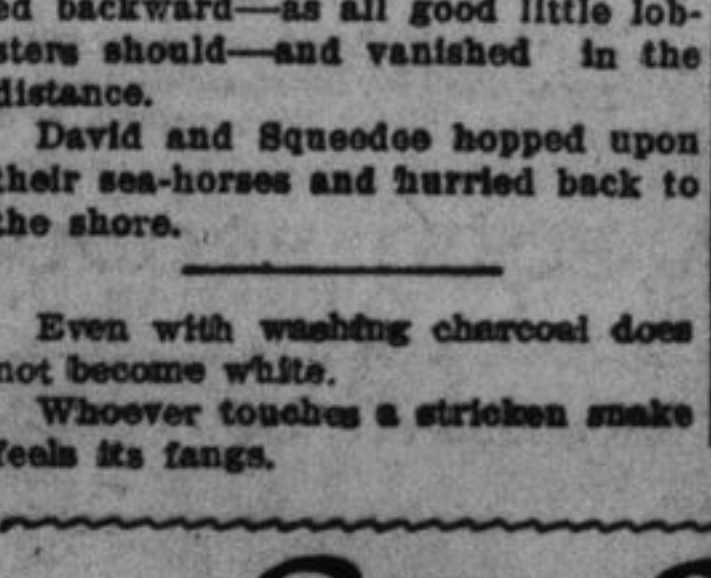 ed backward—as all good little lob-
sters should—and vanished in the
distance.
David and Squeedee hopped upon
their sea-horses and hurried back to
the shore.
Even with washing charcoal does
not become white.
Whoever touches a stricken snake
feels its fangs.